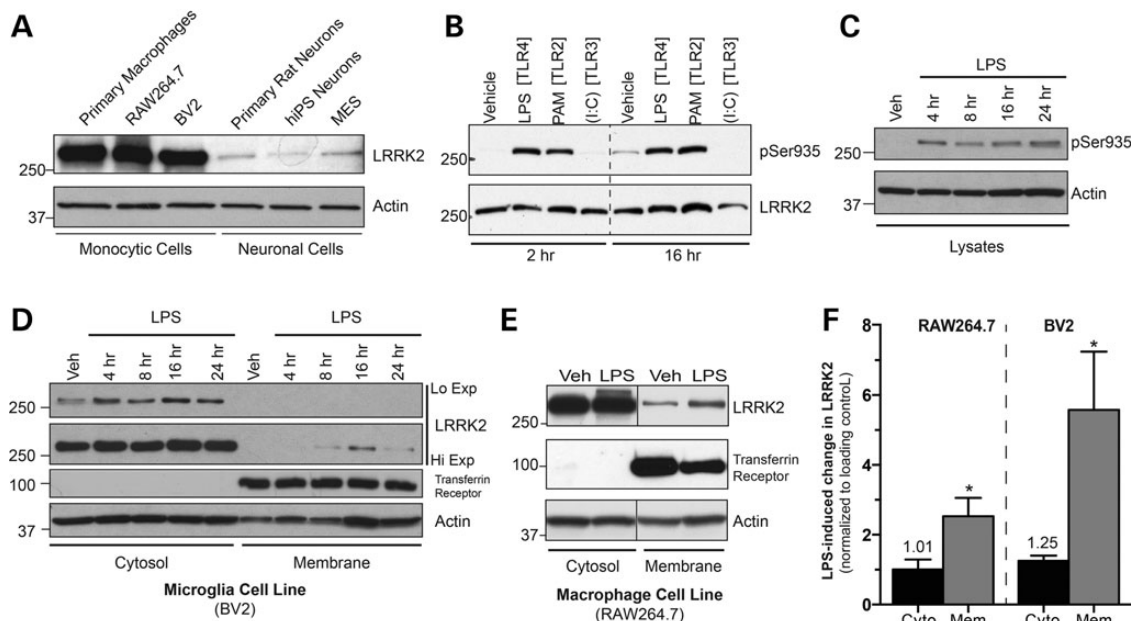 A
Primary Macrophages
RAW264.7
BV2
Primary Rat Neurons
hiPS Neurons
MES
250
LRRK2
37
Actin
Monocytic Cells
Neuronal Cells
B
Vehicle
LPS [TLR4]
PAM [TLR2]
(I:C) [TLR3]
Vehicle
LPS [TLR4]
PAM [TLR2]
(I:C) [TLR3]
250
pSer935
250
LRRK2
2 hr
16 hr
C
LPS
Veh
4 hr
8 hr
16 hr
24 hr
250
pSer935
37
Actin
Lysates
D
LPS
LPS
Veh
4 hr
8 hr
16 hr
24 hr
Veh
4 hr
8 hr
16 hr
24 hr
250
Lo Exp
LRRK2
250
Hi Exp
100
Transferrin
Receptor
37
Actin
Cytosol
Membrane
Microglia Cell Line
(BV2)
E
Veh LPS
Veh LPS
250
LRRK2
100
Transferrin
Receptor
37
Actin
Cytosol
Membrane
Macrophage Cell Line
(RAW264.7)
F
LPS-induced change in LRRK2
(normalized to loading controL)
8
6
4
2
0
RAW264.7
BV2
1.01
*
1.25
*
Cyto
Mem
Cyto
Mem